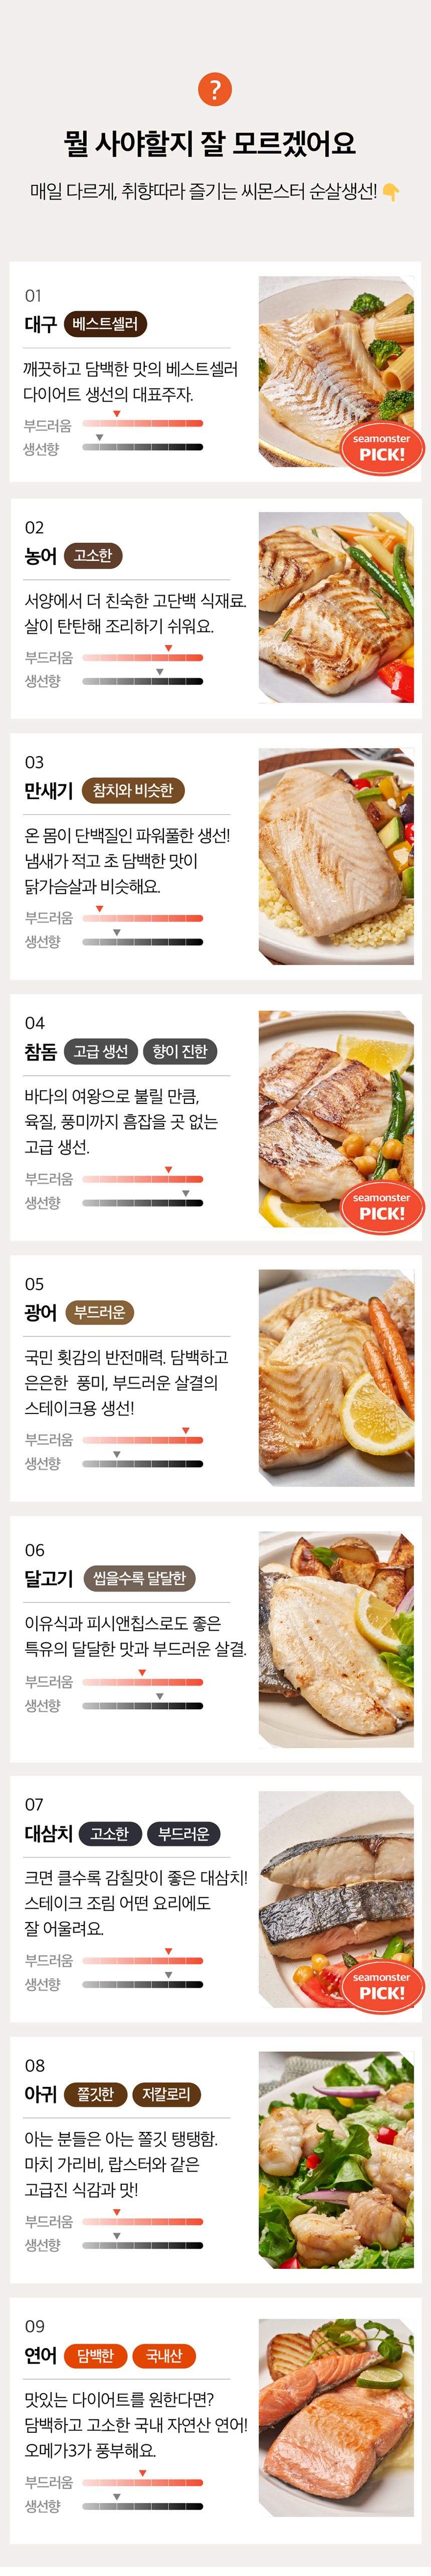 ?
뭘 사야할지 잘 모르겠어요
매일 다르게, 취향따라 즐기는 씨몬스터 순살생선! 👇
01
대구 베스트셀러
깨끗하고 담백한 맛의 베스트셀러
다이어트 생선의 대표주자.
부드러움
생선향
seamonster
PICK!
02
농어 고소한
서양에서 더 친숙한 고단백 식재료.
살이 탄탄해 조리하기 쉬워요.
부드러움
생선향
03
만새기 참치와 비슷한
온 몸이 단백질인 파워풀한 생선!
냄새가 적고 초 담백한 맛이
닭가슴살과 비슷해요.
부드러움
생선향
04
참돔 고급 생선 향이 진한
바다의 여왕으로 불릴 만큼,
육질, 풍미까지 흠잡을 곳 없는
고급 생선.
부드러움
생선향
seamonster
PICK!
05
광어 부드러운
국민 횟감의 반전매력. 담백하고
은은한 풍미, 부드러운 살결의
스테이크용 생선!
부드러움
생선향
06
달고기 씹을수록 달달한
이유식과 피시앤칩스로도 좋은
특유의 달달한 맛과 부드러운 살결.
부드러움
생선향
07
대삼치 고소한 부드러운
크면 클수록 감칠맛이 좋은 대삼치!
스테이크 조림 어떤 요리에도
잘 어울려요.
부드러움
생선향
seamonster
PICK!
08
아귀 쫄깃한 저칼로리
아는 분들은 아는 쫄깃 탱탱함.
마치 가리비, 랍스터와 같은
고급진 식감과 맛!
부드러움
생선향
09
연어 담백한 국내산
맛있는 다이어트를 원한다면?
담백하고 고소한 국내 자연산 연어!
오메가3가 풍부해요.
부드러움
생선향